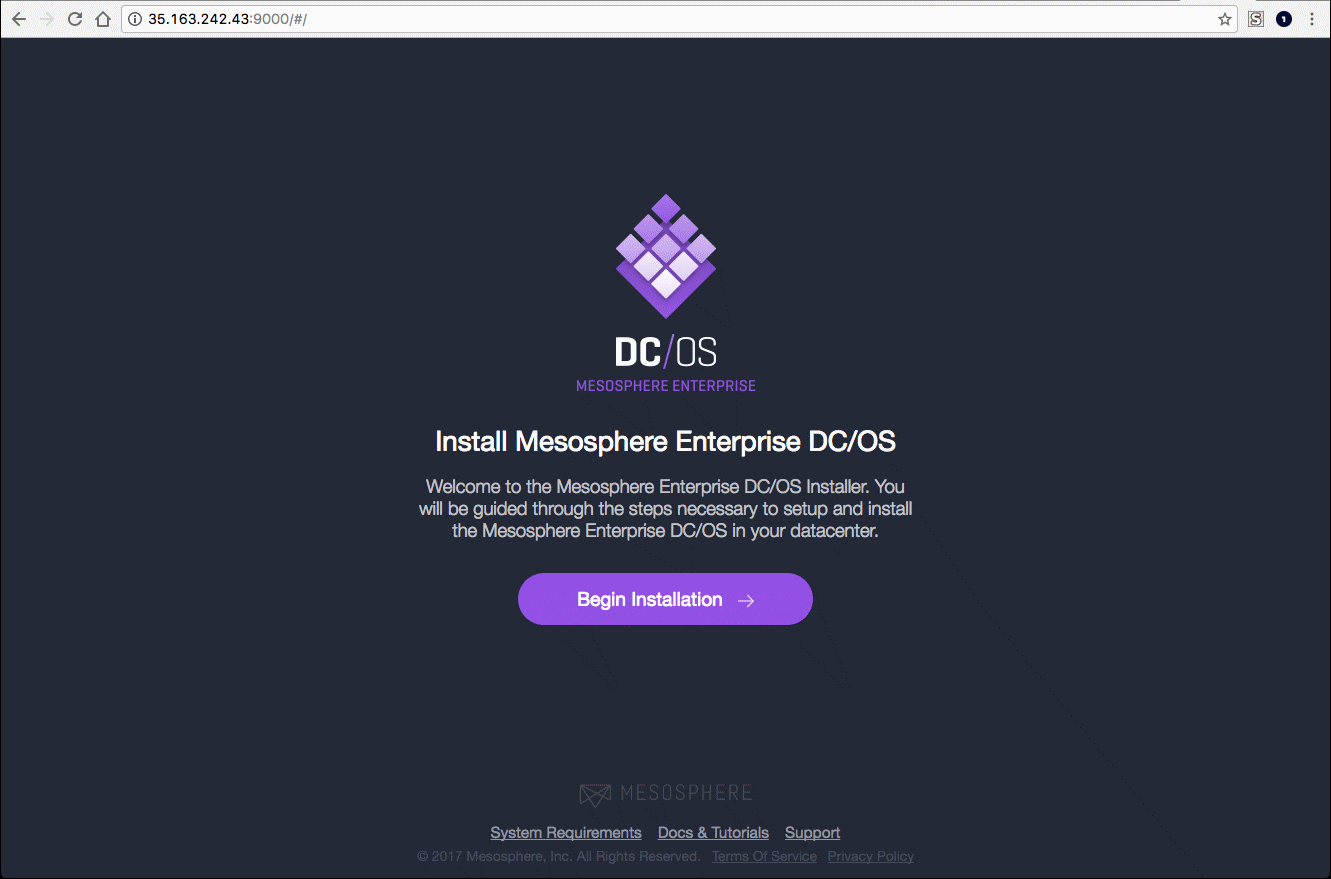 35.163.242.43:9000/#/
S
1
DC/OS
MESOSPHERE ENTERPRISE
Install Mesosphere Enterprise DC/OS
Welcome to the Mesosphere Enterprise DC/OS Installer. You
will be guided through the steps necessary to setup and install
the Mesosphere Enterprise DC/OS in your datacenter.
Begin Installation →
MESOSPHERE
System Requirements Docs & Tutorials Support
© 2017 Mesosphere, Inc. All Rights Reserved. Terms Of Service Privacy Policy